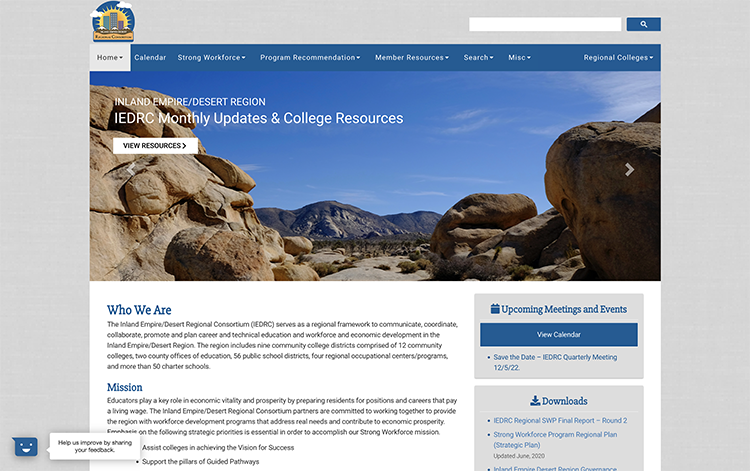 REGIONAL CONSORTIUM
Home
Calendar
Strong Workforce
Program Recommendation
Member Resources
Search
Misc
Regional Colleges
INLAND EMPIRE/DESERT REGION
IEDRC Monthly Updates & College Resources
VIEW RESOURCES
Who We Are
The Inland Empire/Desert Regional Consortium (IEDRC) serves as a regional framework to communicate, coordinate,
collaborate, promote and plan career and technical education and workforce and economic development in the
Inland Empire/Desert Region. The region includes nine community college districts comprised of 12 community
colleges, two county offices of education, 56 public school districts, four regional occupational centers/programs,
and more than 50 charter schools.
Mission
Educators play a key role in economic vitality and prosperity by preparing residents for positions and careers that pay
a living wage. The Inland Empire/Desert Regional Consortium partners are committed to working together to provide
the region with workforce development programs that address real needs and contribute to economic prosperity.
Emphasis on the following strategic priorities is essential in order to accomplish our Strong Workforce mission.
Assist colleges in achieving the Vision for Success
• Support the pillars of Guided Pathways
Upcoming Meetings and Events
View Calendar
• Save the Date – IEDRC Quarterly Meeting
12/5/22.
Downloads
• IEDRC Regional SWP Final Report – Round 2
• Strong Workforce Program Regional Plan
(Strategic Plan)
Updated June, 2020
• Inland Empire Desert Region Governance
Help us improve by sharing
your feedback.